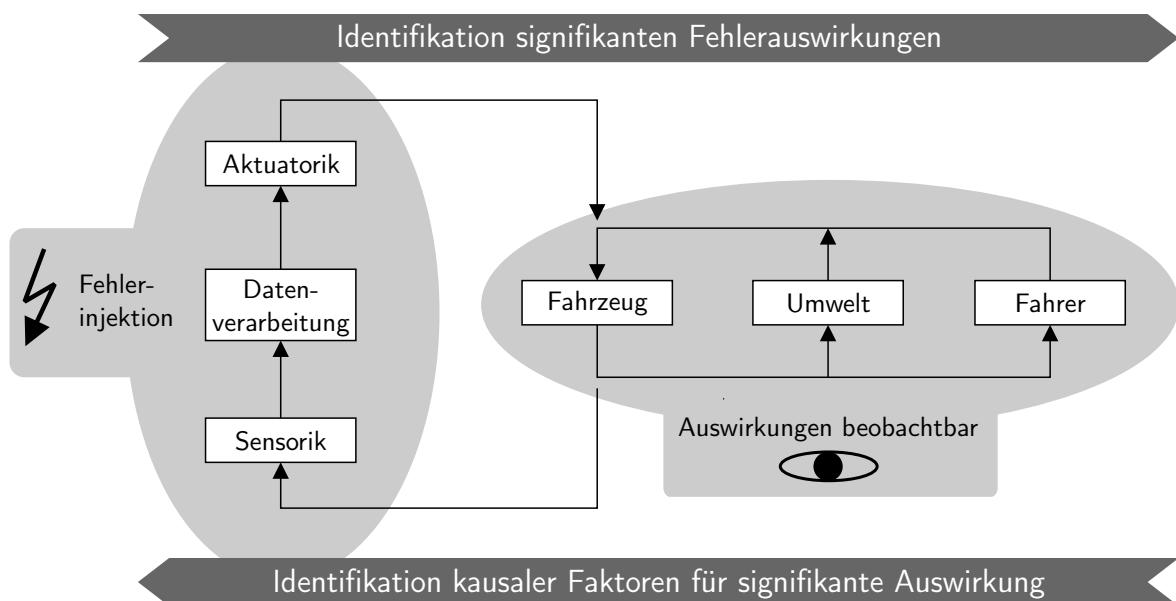 Identifikation signifikanten Fehlerauswirkungen
Aktuatorik
Fehler-
injektion
Daten-
verarbeitung
Sensorik
Fahrzeug
Umwelt
Fahrer
Auswirkungen beobachtbar
Identifikation kausaler Faktoren für signifikante Auswirkung